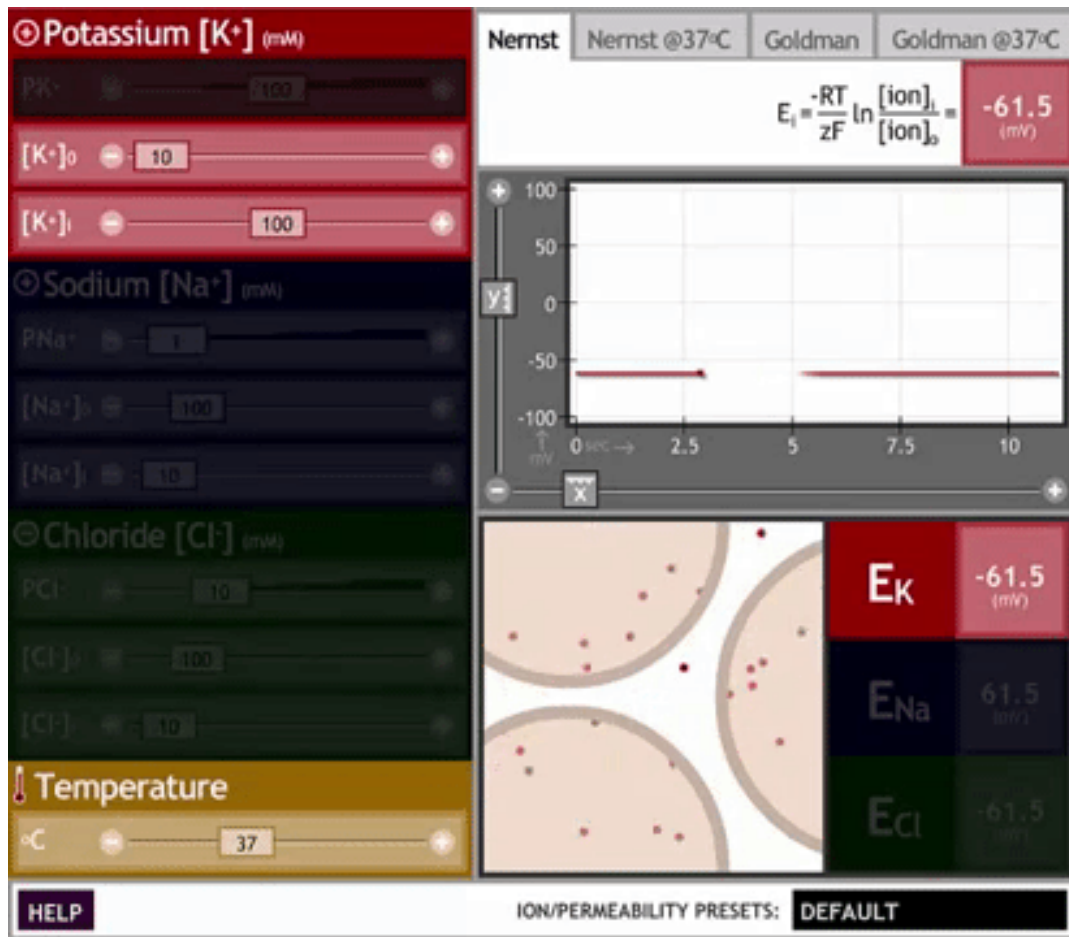 Potassium [K⁺] (mM)
PK⁺ 100
[K⁺]o 10
[K⁺]i 100
Sodium [Na⁺] (mM)
PNa⁺ 1
[Na⁺]o 100
[Na⁺]i 10
Chloride [Cl⁻] (mM)
PCl⁻ 10
[Cl⁻]o 100
[Cl⁻]i 10
Temperature
°C 37
Nernst Nernst @37°C Goldman Goldman @37°C
Eᵢ = -RT/zF ln [ion]ᵢ/[ion]ₒ = -61.5 (mV)
100
50
0
-50
-100
y
mV
0 sec → 2.5 5 7.5 10
x
EK -61.5 (mV)
ENa 61.5 (mV)
ECl -61.5 (mV)
HELP
ION/PERMEABILITY PRESETS: DEFAULT